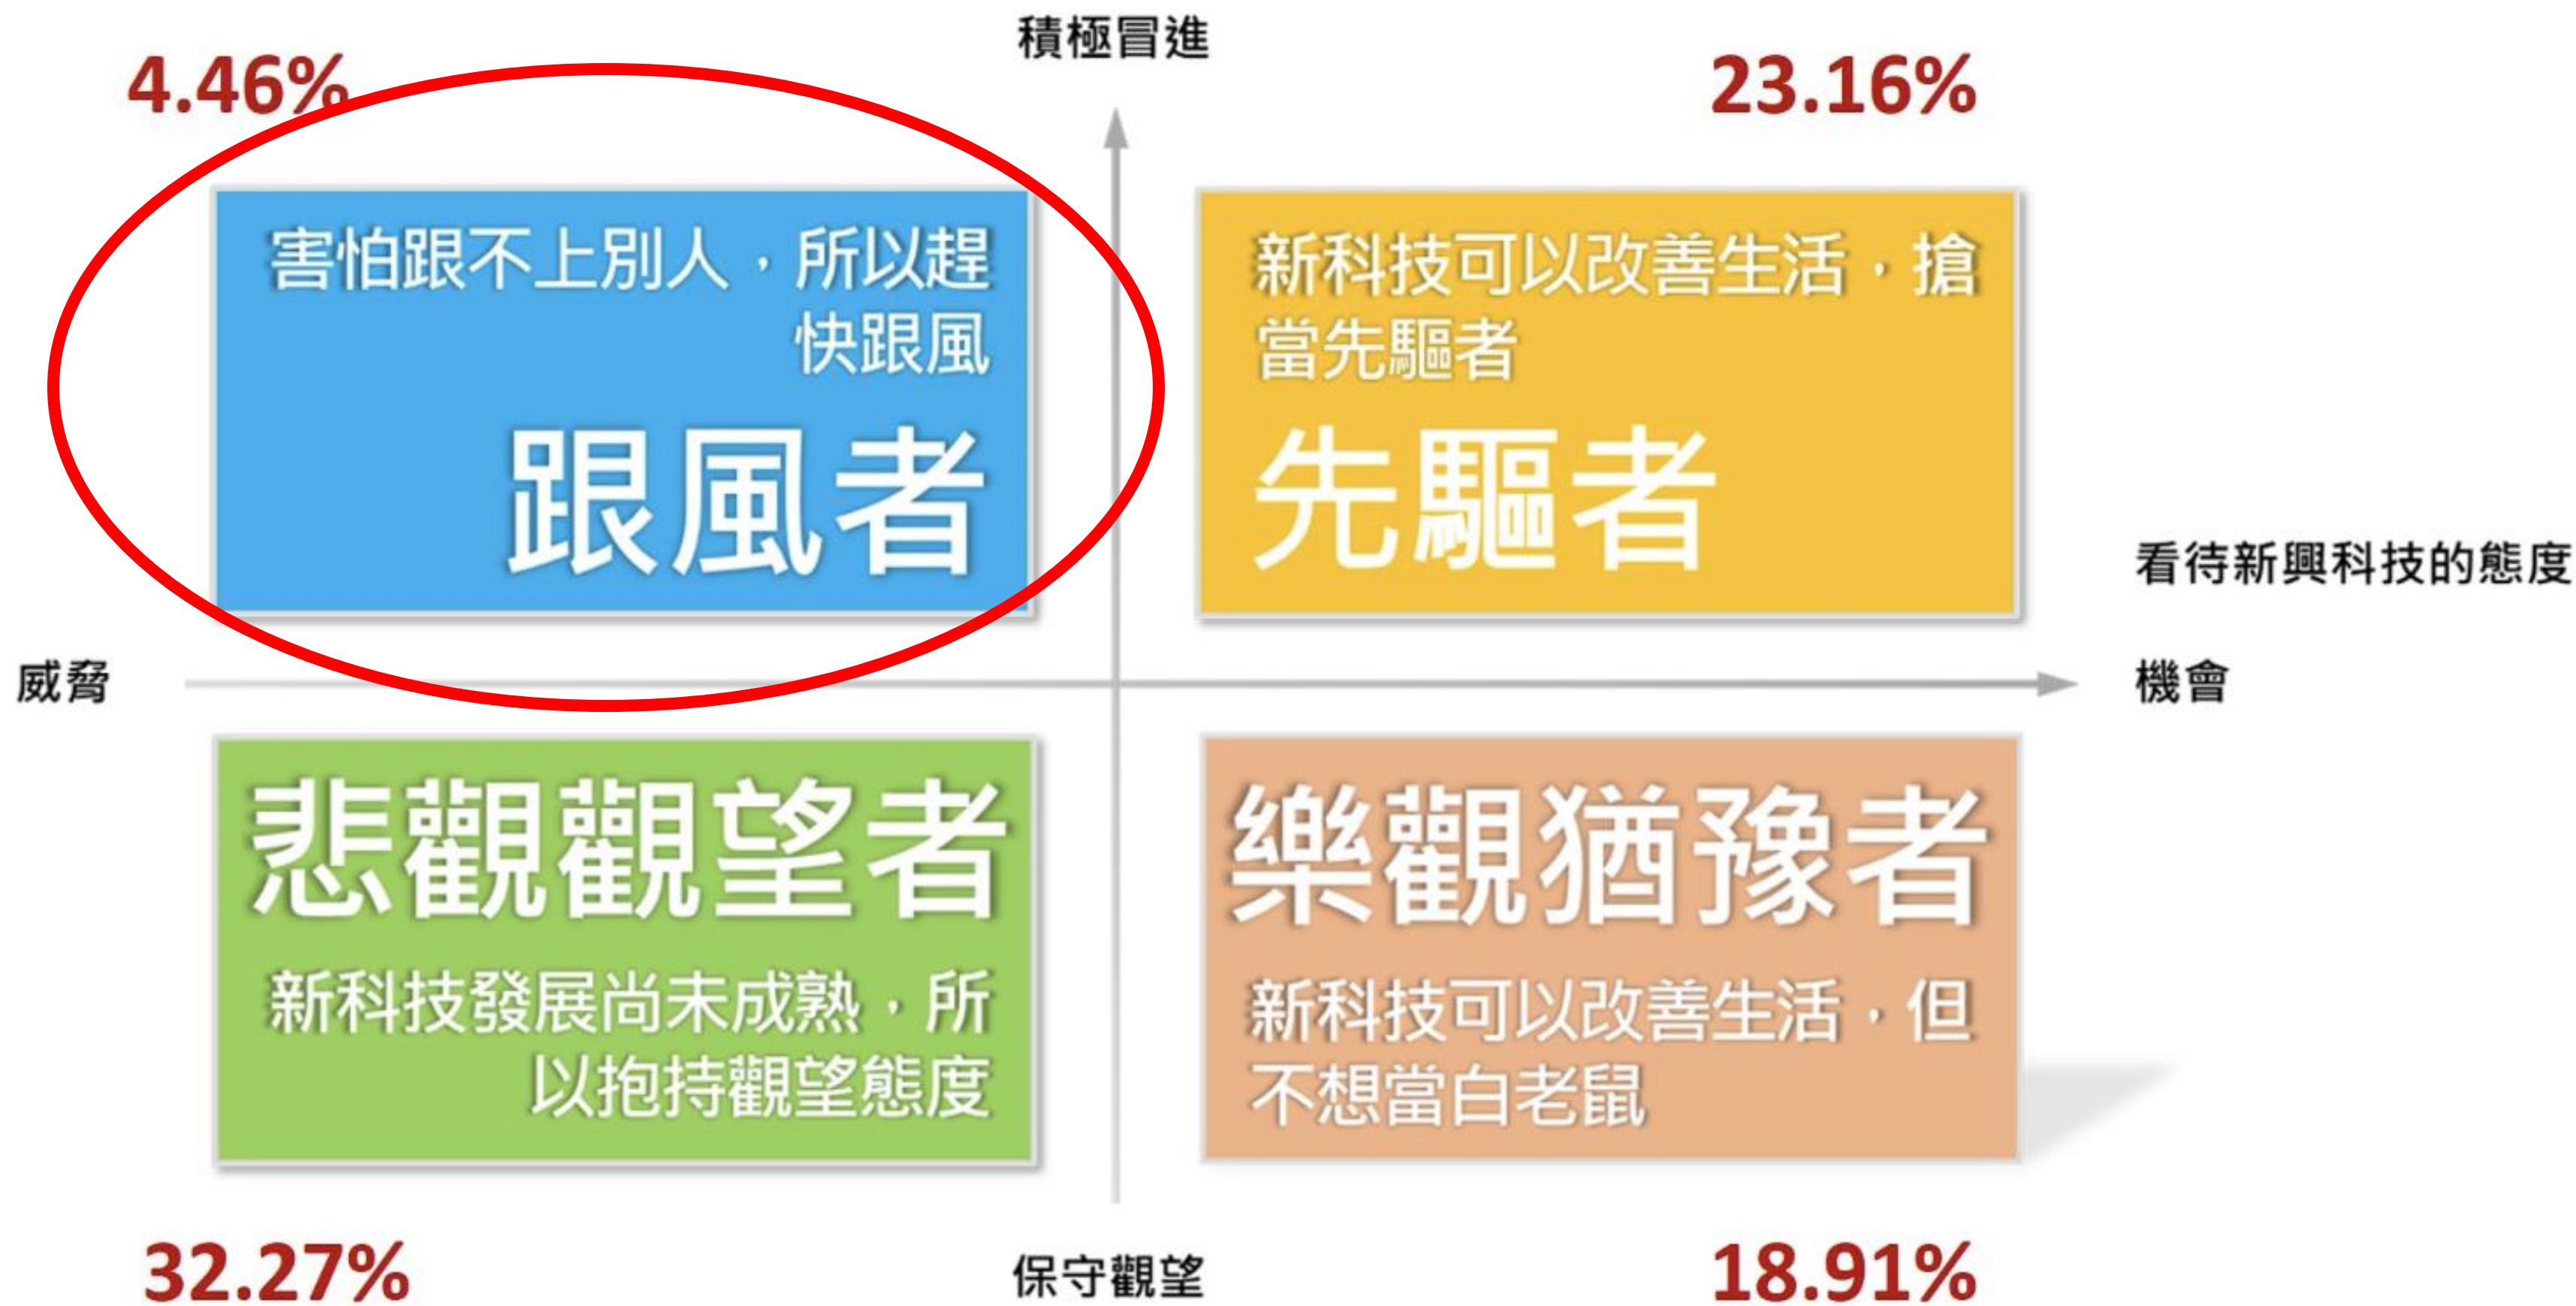 積極冒進
4.46%
23.16%
害怕跟不上別人，所以趕
快跟風
跟風者
新科技可以改善生活，搶
當先驅者
先驅者
看待新興科技的態度
威脅
機會
悲觀觀望者
新科技發展尚未成熟，所
以抱持觀望態度
樂觀猶豫者
新科技可以改善生活，但
不想當白老鼠
32.27%
保守觀望
18.91%